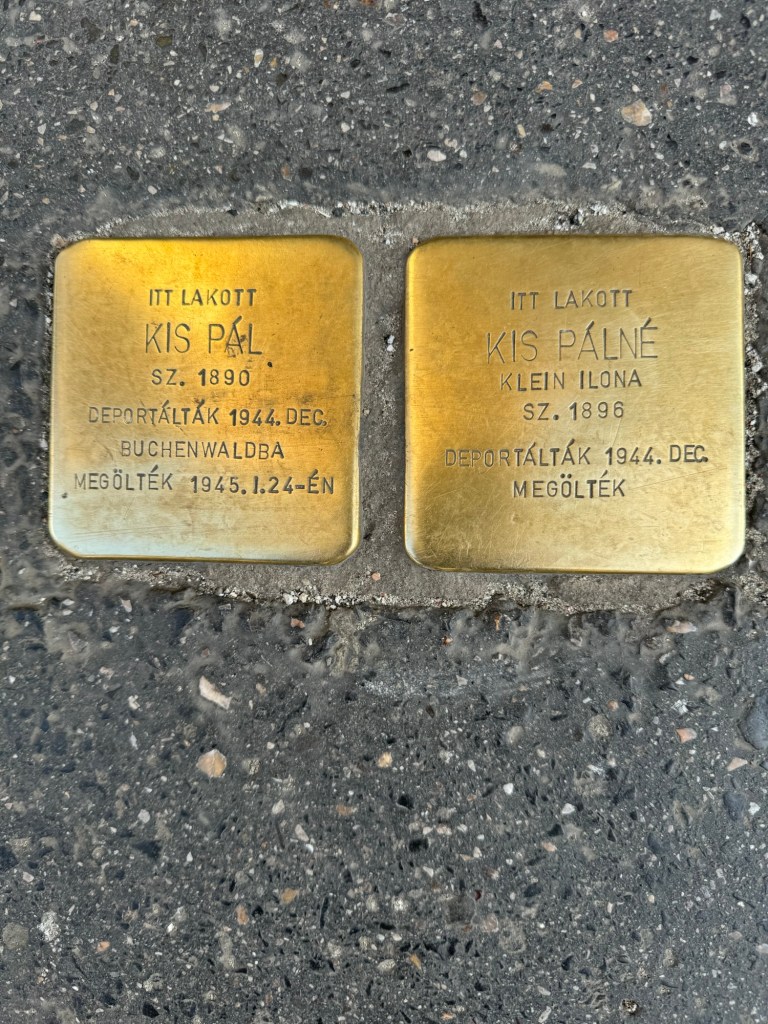 ITT LAKOTT
KIS PÁL
SZ. 1890
DEPORTÁLTÁK 1944. DEC.
BUCHENWALDBA
MEGÖLTÉK 1945. I. 24-ÉN
ITT LAKOTT
KIS PÁLNÉ
KLEIN ILONA
SZ. 1896
DEPORTÁLTÁK 1944. DEC.
MEGÖLTÉK